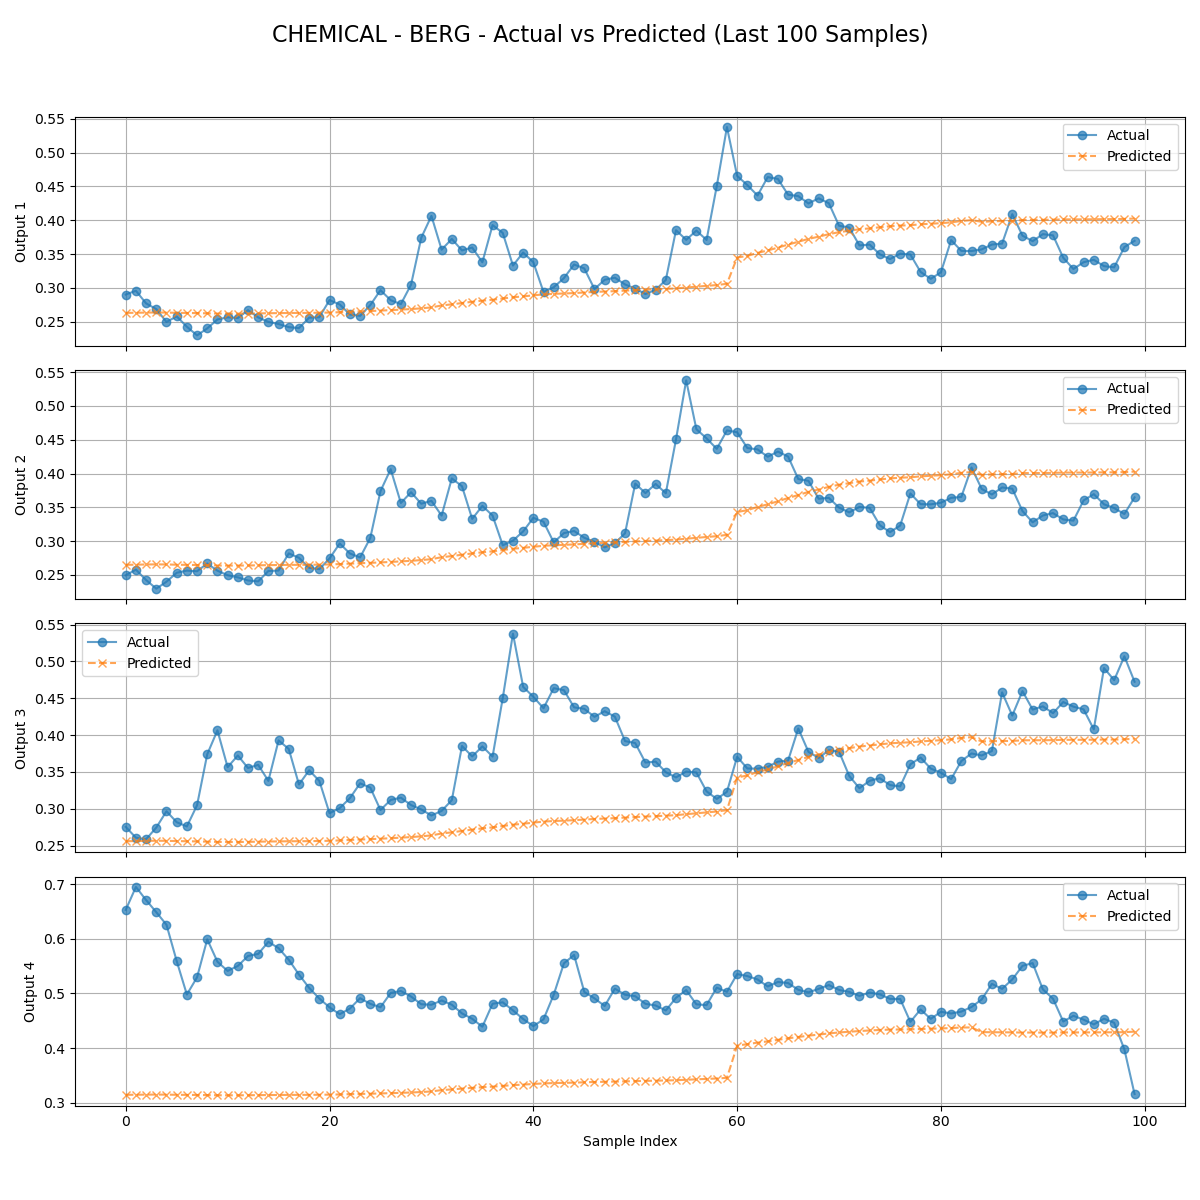 CHEMICAL - BERG - Actual vs Predicted (Last 100 Samples)
0.55
0.50
0.45
0.40
0.35
0.30
0.25
Output 1
Actual
Predicted
0.55
0.50
0.45
0.40
0.35
0.30
0.25
Output 2
Actual
Predicted
0.55
0.50
0.45
0.40
0.35
0.30
0.25
Output 3
Actual
Predicted
0.7
0.6
0.5
0.4
0.3
Output 4
Actual
Predicted
0 20 40 60 80 100
Sample Index